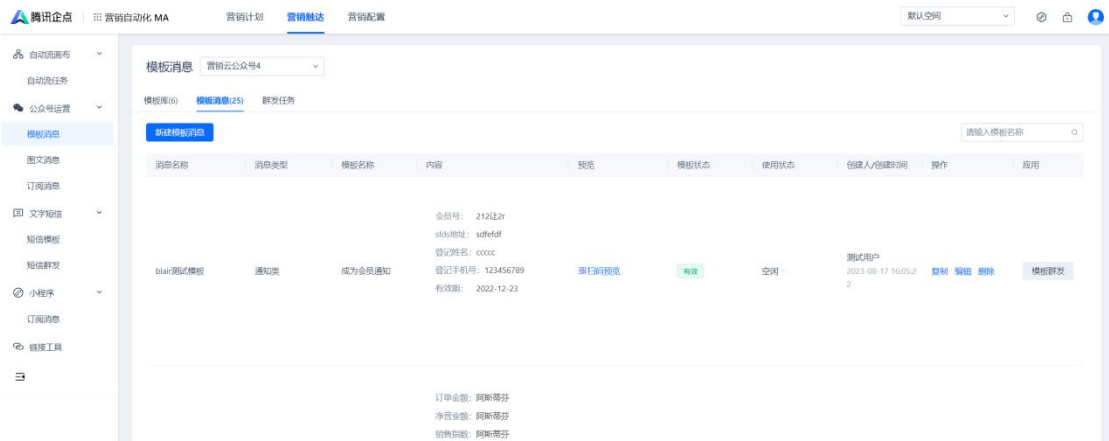 腾讯企点 营销自动化 MA 营销计划 营销触达 营销配置 默认空间
自动流画布
自动流任务
公众号运营
模板消息
图文消息
订阅消息
文字短信
短信模板
短信群发
小程序
订阅消息
链接工具
模板消息 营销云公众号4
模板库(6) 模板消息(25) 群发任务
新建模板消息 请输入模板名称
消息名称 消息类型 模板名称 内容 预览 模板状态 使用状态 创建人/创建时间 操作 应用
会员号: 212让2r
sfds地址: sdfefdf
登记姓名: ccccc
登记手机号: 123456789
有效期: 2022-12-23
blair测试模板 通知类 成为会员通知 扫码预览 有效 空闲 -
测试用户
2023-08-17 16:05:2
2
复制 编辑 删除 模板群发
订单金额: 阿斯蒂芬
净营业额: 阿斯蒂芬
销售指数: 阿斯蒂芬